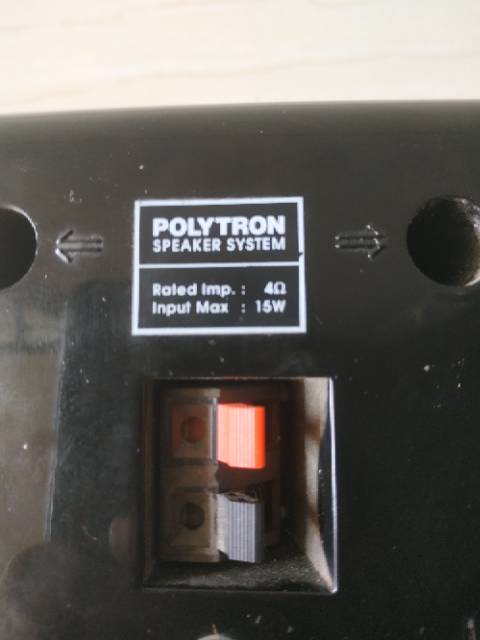 POLYTRON
SPEAKER SYSTEM
Rated Imp. : 4Ω
Input Max : 15W